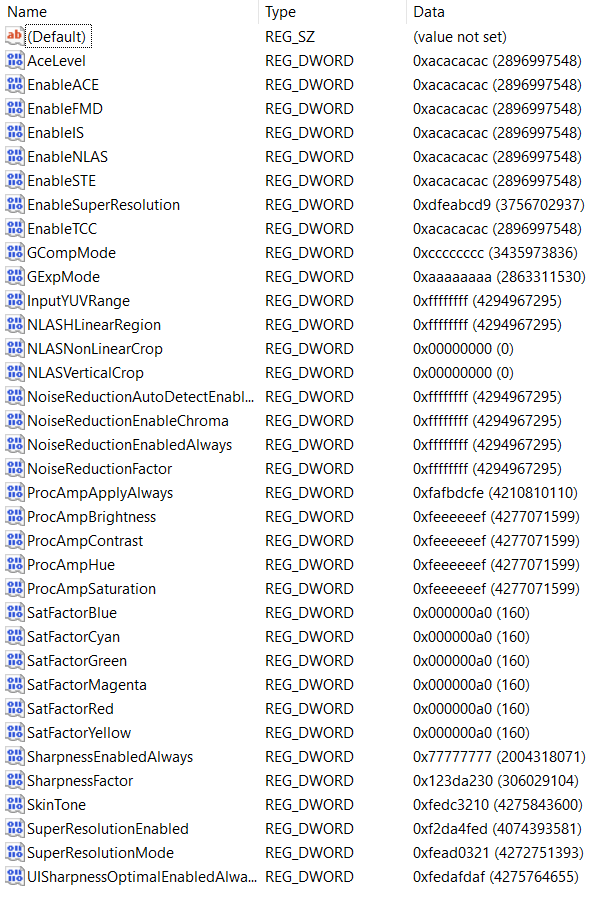 Name Type Data
(Default) REG_SZ (value not set)
AceLevel REG_DWORD 0xacacacac (2896997548)
EnableACE REG_DWORD 0xacacacac (2896997548)
EnableFMD REG_DWORD 0xacacacac (2896997548)
EnableIS REG_DWORD 0xacacacac (2896997548)
EnableNLAS REG_DWORD 0xacacacac (2896997548)
EnableSTE REG_DWORD 0xacacacac (2896997548)
EnableSuperResolution REG_DWORD 0xdfeabcd9 (3756702937)
EnableTCC REG_DWORD 0xacacacac (2896997548)
GCompMode REG_DWORD 0xcccccccc (3435973836)
GExpMode REG_DWORD 0xaaaaaaaa (2863311530)
InputYUVRange REG_DWORD 0xffffffff (4294967295)
NLASHLinearRegion REG_DWORD 0xffffffff (4294967295)
NLASNonLinearCrop REG_DWORD 0x00000000 (0)
NLASVerticalCrop REG_DWORD 0x00000000 (0)
NoiseReductionAutoDetectEnabl... REG_DWORD 0xffffffff (4294967295)
NoiseReductionEnableChroma REG_DWORD 0xffffffff (4294967295)
NoiseReductionEnabledAlways REG_DWORD 0xffffffff (4294967295)
NoiseReductionFactor REG_DWORD 0xffffffff (4294967295)
ProcAmpApplyAlways REG_DWORD 0xfafbdcfe (4210810110)
ProcAmpBrightness REG_DWORD 0xfeeeeeef (4277071599)
ProcAmpContrast REG_DWORD 0xfeeeeeef (4277071599)
ProcAmpHue REG_DWORD 0xfeeeeeef (4277071599)
ProcAmpSaturation REG_DWORD 0xfeeeeeef (4277071599)
SatFactorBlue REG_DWORD 0x000000a0 (160)
SatFactorCyan REG_DWORD 0x000000a0 (160)
SatFactorGreen REG_DWORD 0x000000a0 (160)
SatFactorMagenta REG_DWORD 0x000000a0 (160)
SatFactorRed REG_DWORD 0x000000a0 (160)
SatFactorYellow REG_DWORD 0x000000a0 (160)
SharpnessEnabledAlways REG_DWORD 0x77777777 (2004318071)
SharpnessFactor REG_DWORD 0x123da230 (306029104)
SkinTone REG_DWORD 0xfedc3210 (4275843600)
SuperResolutionEnabled REG_DWORD 0xf2da4fed (4074393581)
SuperResolutionMode REG_DWORD 0xfead0321 (4272751393)
UISharpnessOptimalEnabledAlwa... REG_DWORD 0xfedafdaf (4275764655)